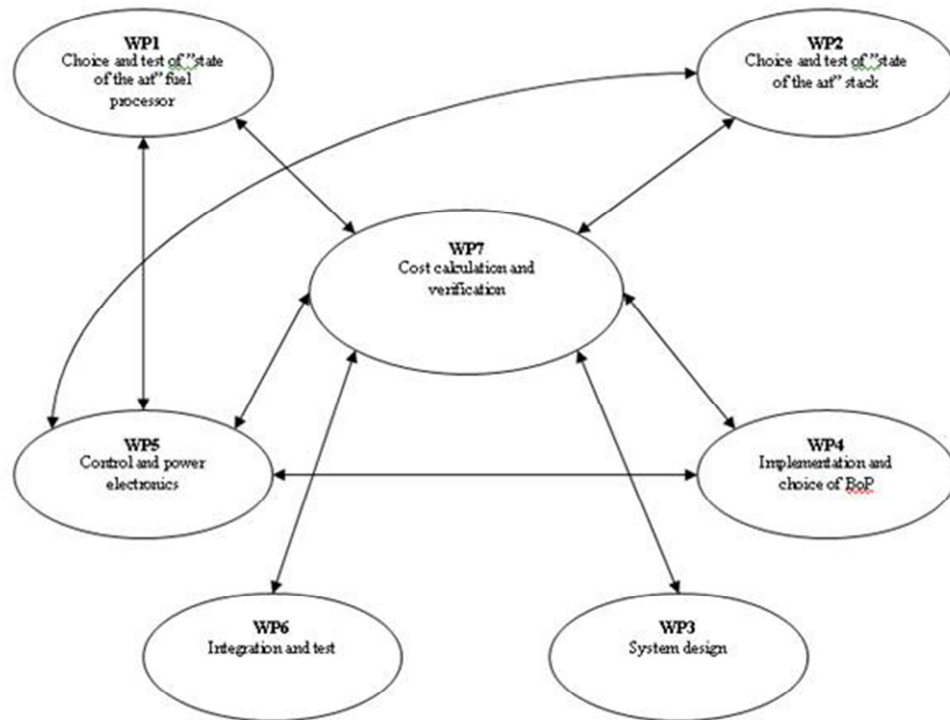 WP1
Choice and test of "state
of the art" fuel
processor
WP2
Choice and test of "state
of the art" stack
WP7
Cost calculation and
verification
WP5
Control and power
electronics
WP4
Implementation and
choice of BoP
WP6
Integration and test
WP3
System design